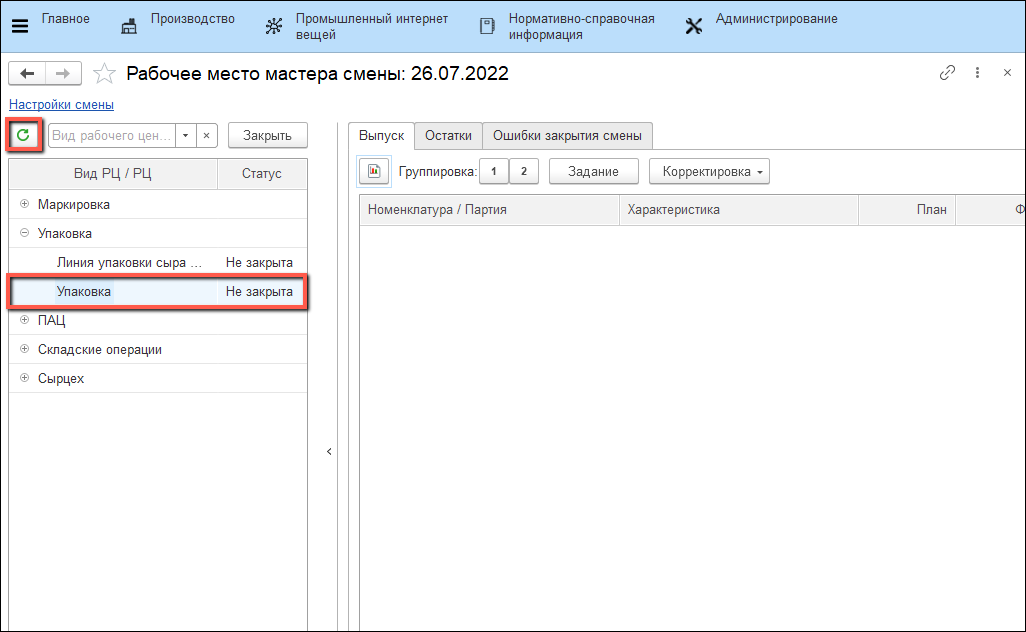 Главное
Производство
Промышленный интернет
вещей
Нормативно-справочная
информация
Администрирование
Рабочее место мастера смены: 26.07.2022
Настройки смены
Вид рабочего цен...
Закрыть
Вид РЦ / РЦ
Статус
Маркировка
Упаковка
Линия упаковки сыра ...
Не закрыта
Упаковка
Не закрыта
ПАЦ
Складские операции
Сырцех
Выпуск
Остатки
Ошибки закрытия смены
Группировка:
1
2
Задание
Корректировка
Номенклатура / Партия
Характеристика
План
Ф